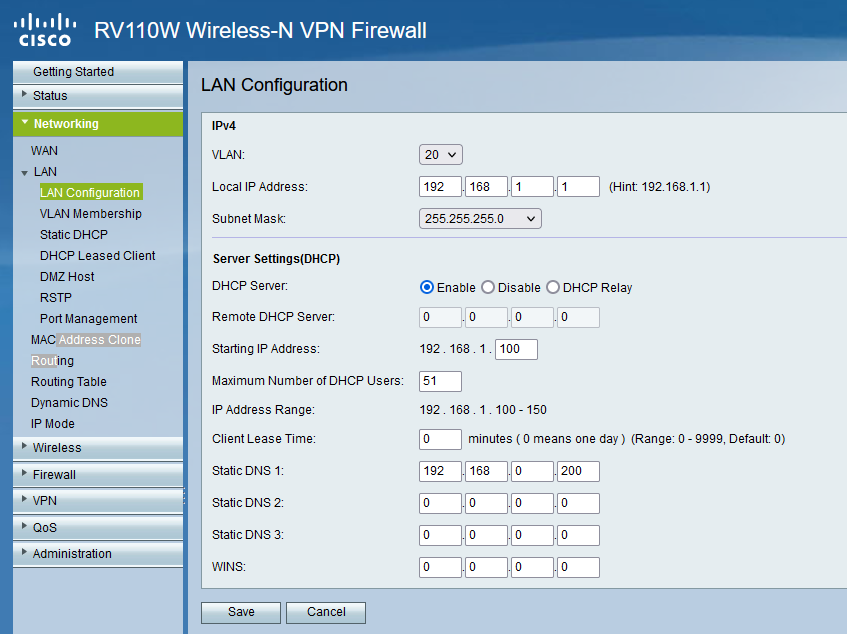 CISCO RV110W Wireless-N VPN Firewall
Getting Started
Status
Networking
WAN
LAN
LAN Configuration
VLAN Membership
Static DHCP
DHCP Leased Client
DMZ Host
RSTP
Port Management
MAC Address Clone
Routing
Routing Table
Dynamic DNS
IP Mode
Wireless
Firewall
VPN
QoS
Administration
LAN Configuration
IPv4
VLAN: 20
Local IP Address: 192 . 168 . 1 . 1 (Hint: 192.168.1.1)
Subnet Mask: 255.255.255.0
Server Settings(DHCP)
DHCP Server: Enable Disable DHCP Relay
Remote DHCP Server: 0 . 0 . 0 . 0
Starting IP Address: 192 . 168 . 1 . 100
Maximum Number of DHCP Users: 51
IP Address Range: 192 . 168 . 1 . 100 - 150
Client Lease Time: 0 minutes ( 0 means one day ) (Range: 0 - 9999, Default: 0)
Static DNS 1: 192 . 168 . 0 . 200
Static DNS 2: 0 . 0 . 0 . 0
Static DNS 3: 0 . 0 . 0 . 0
WINS: 0 . 0 . 0 . 0
Save Cancel